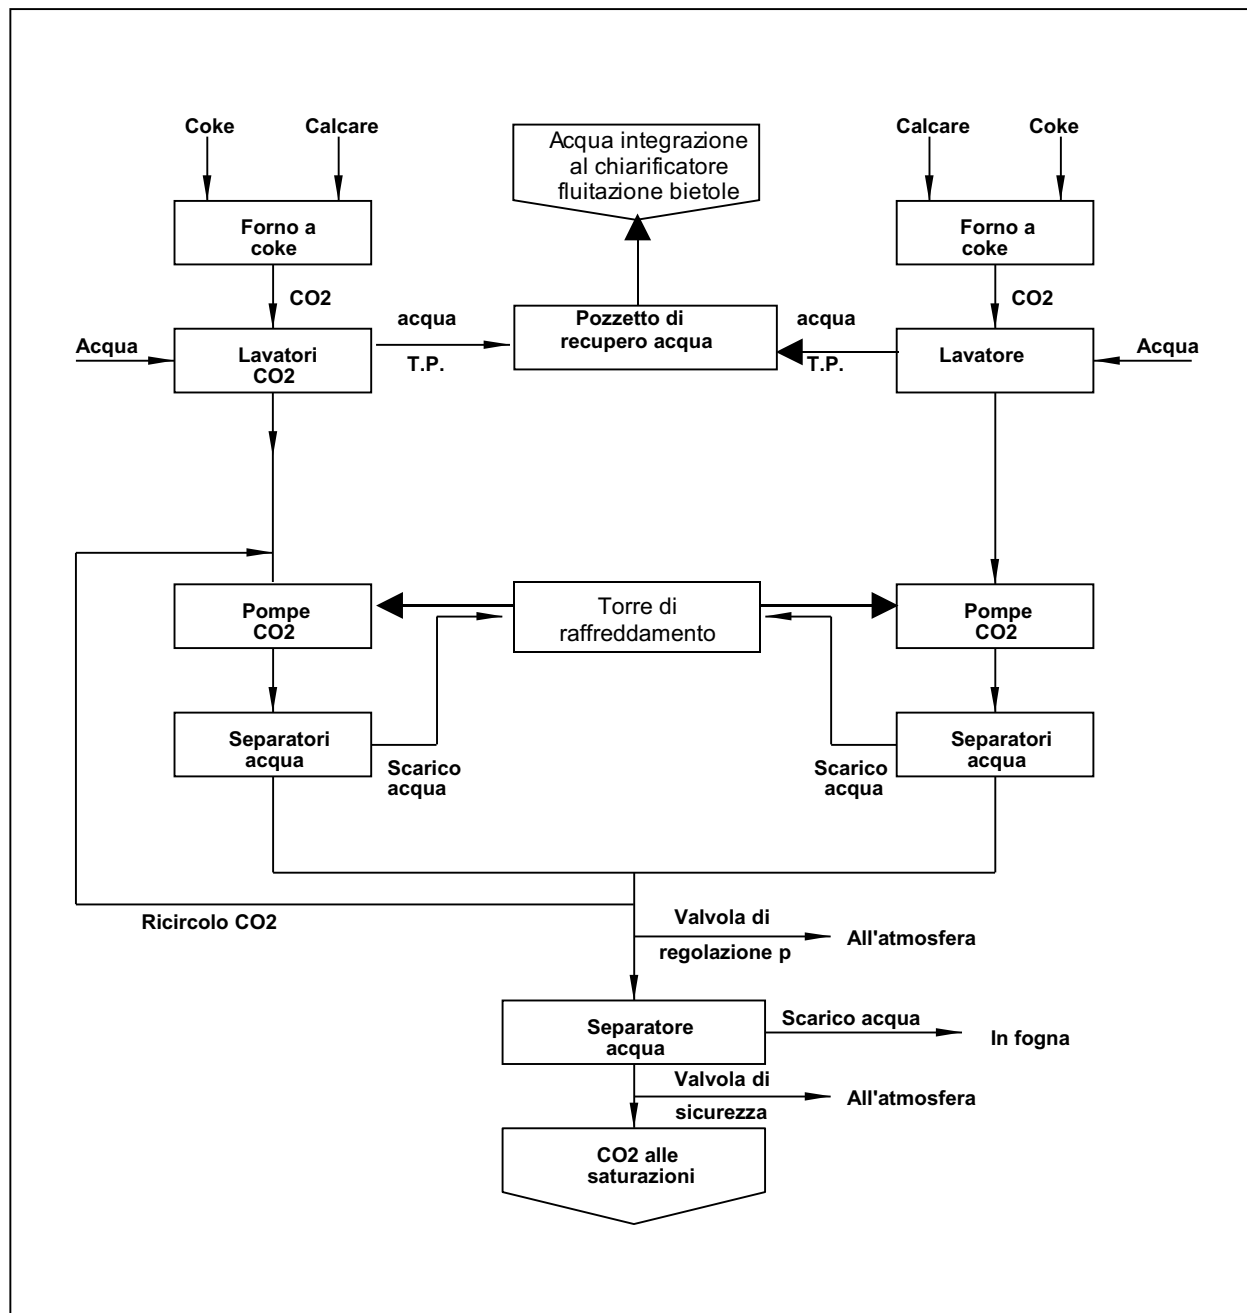 Coke
Calcare
Acqua integrazione
al chiarificatore
fluitazione bietole
Calcare
Coke
Forno a
coke
Forno a
coke
CO2
CO2
acqua
T.P.
Pozzetto di
recupero acqua
acqua
T.P.
Acqua
Lavatori
CO2
Lavatore
Acqua
Pompe
CO2
Torre di
raffreddamento
Pompe
CO2
Separatori
acqua
Scarico
acqua
Scarico
acqua
Separatori
acqua
Ricircolo CO2
Valvola di
regolazione p
All'atmosfera
Separatore
acqua
Scarico acqua
In fogna
Valvola di
sicurezza
All'atmosfera
CO2 alle
saturazioni